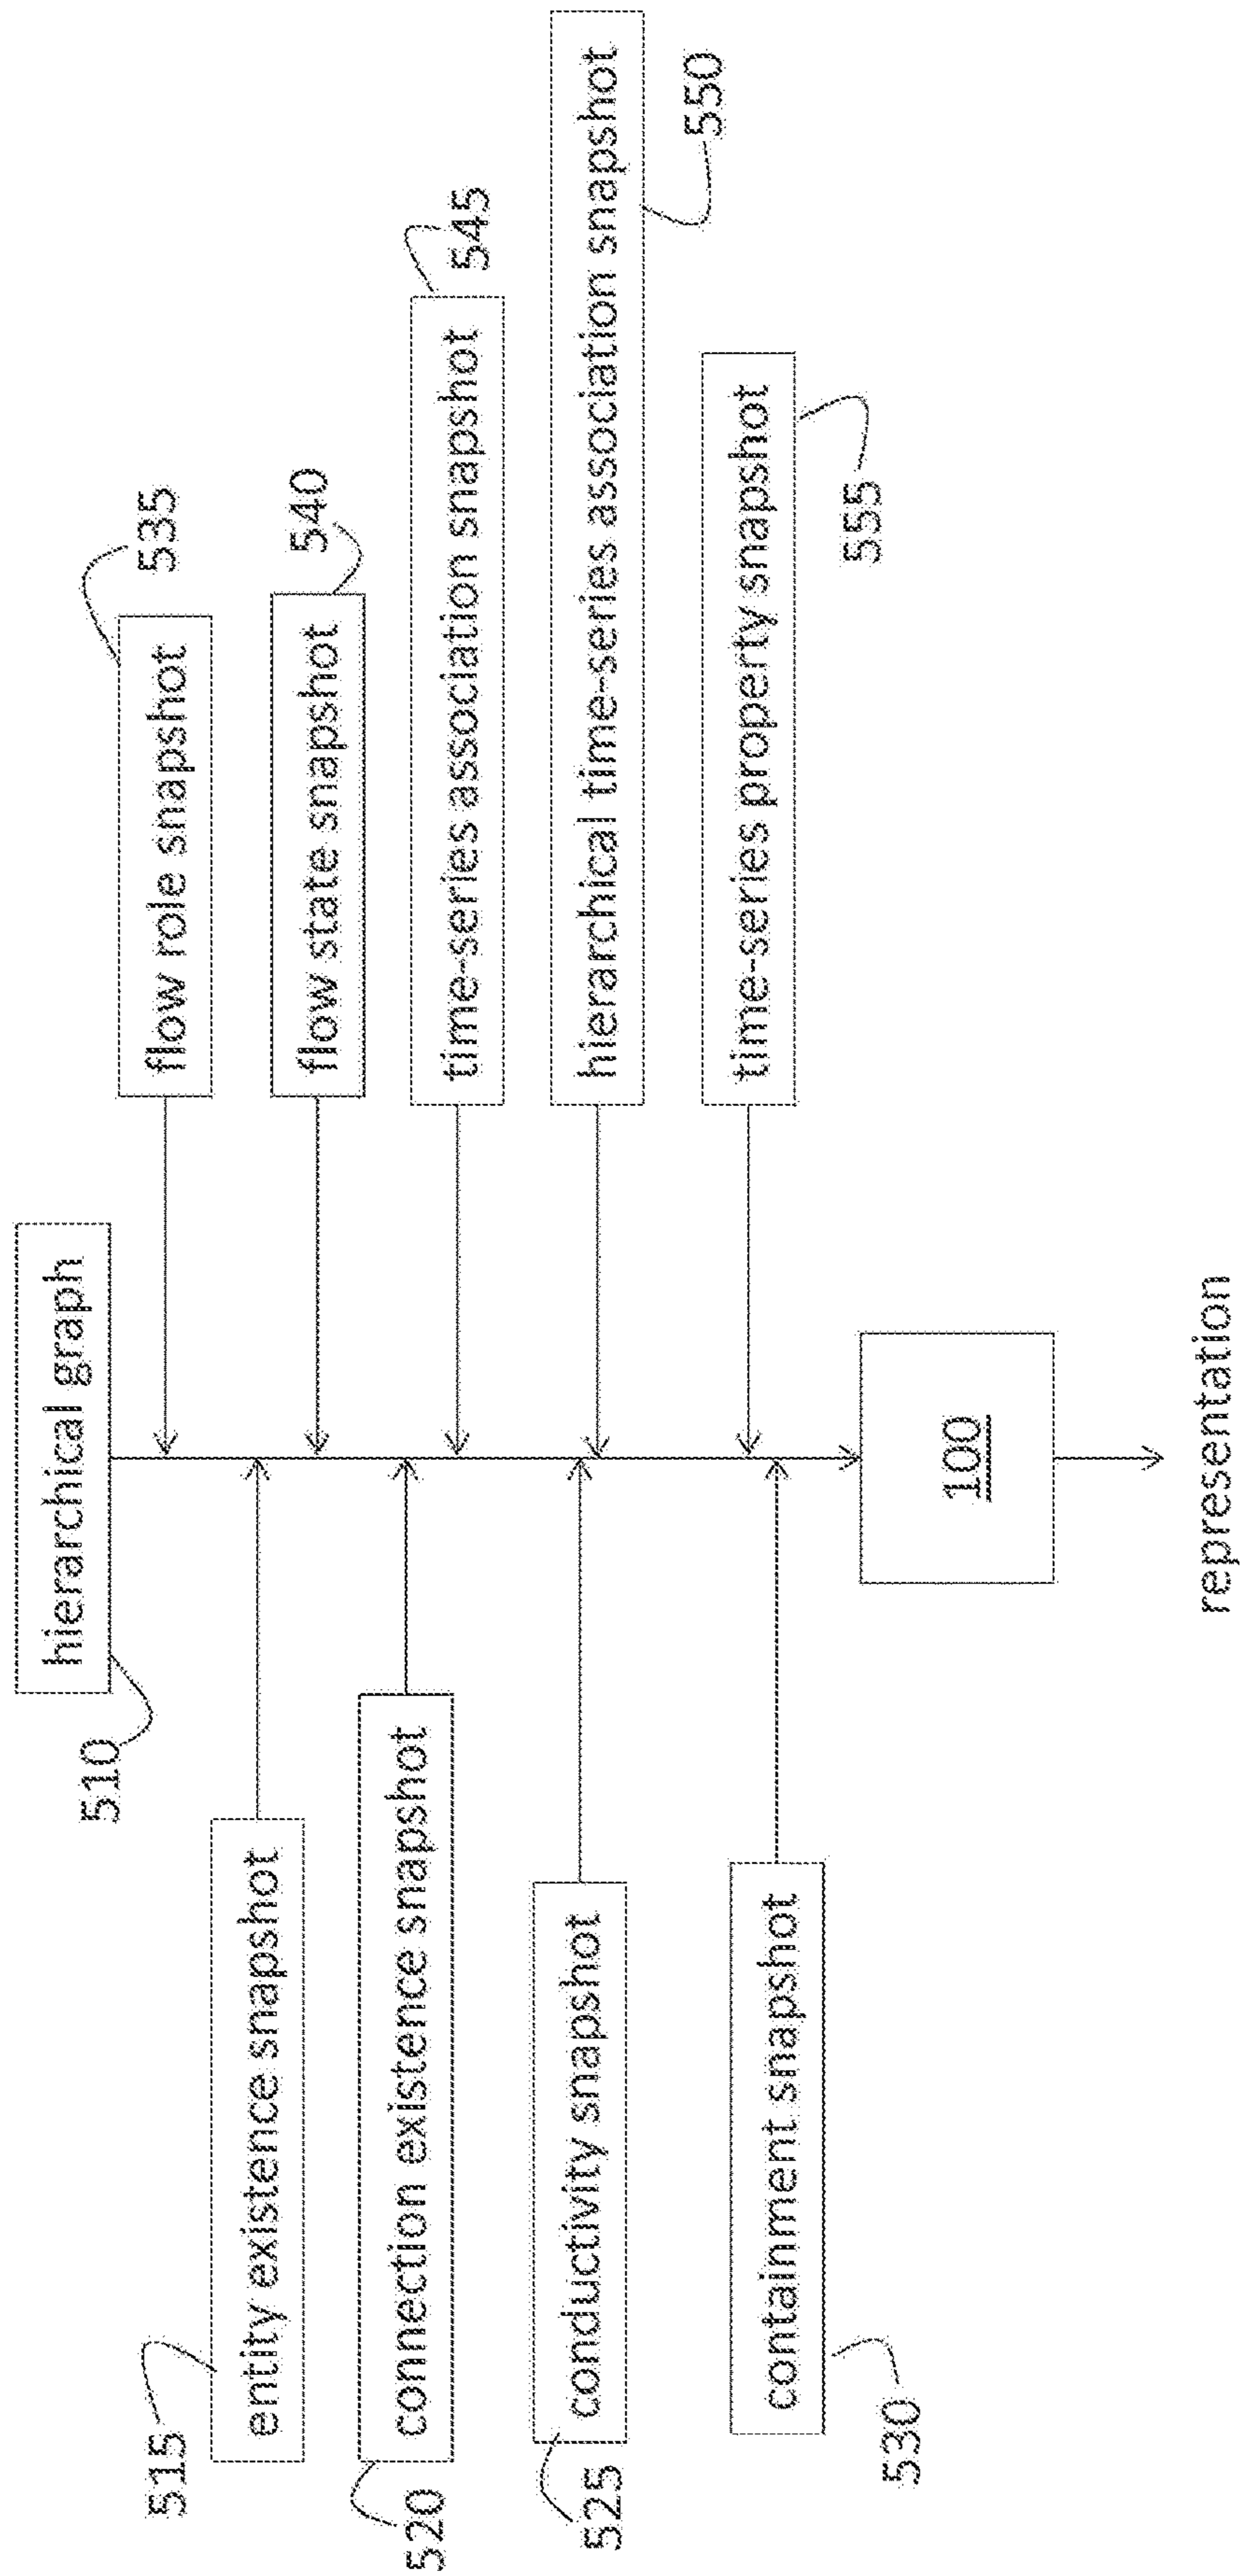 hierarchical graph
510
flow role snapshot
535
515
entity existence snapshot
flow state snapshot
540
520
connection existence snapshot
time-series association snapshot
545
525
conductivity snapshot
hierarchical time-series association snapshot
550
530
containment snapshot
time-series property snapshot
555
100
representation